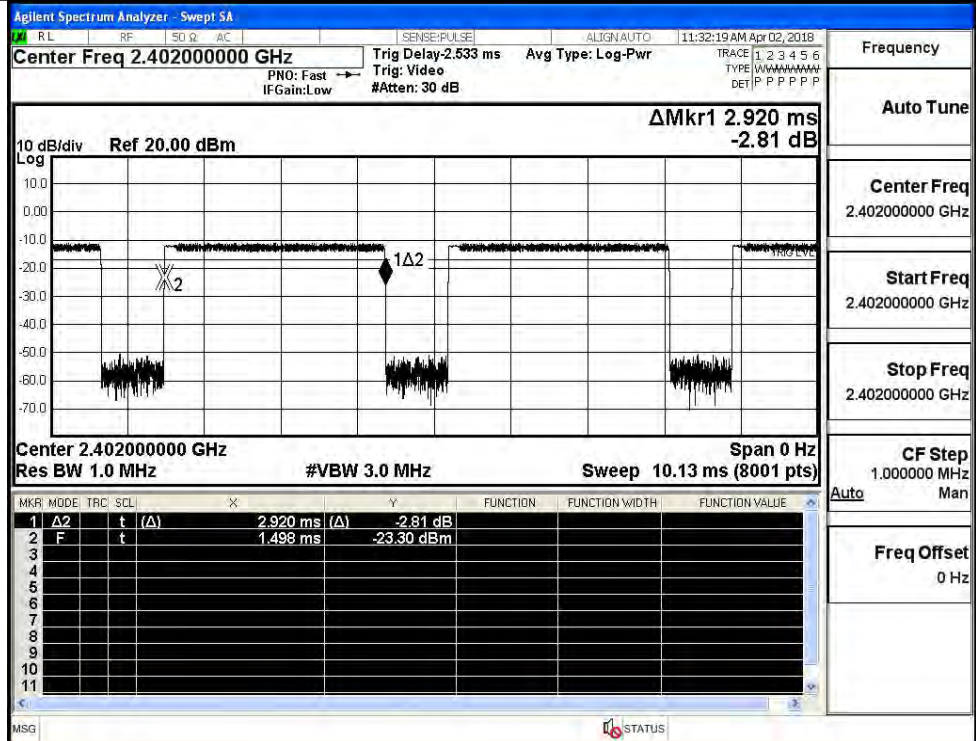 Agilent Spectrum Analyzer - Swept SA
LXI RL RF 50 Ω AC SENSE:PULSE ALIGN AUTO 11:32:19 AM Apr 02, 2018
Center Freq 2.402000000 GHz
PNO: Fast
IFGain:Low
Trig Delay-2.533 ms
Trig: Video
#Atten: 30 dB
Avg Type: Log-Pwr
TRACE 1 2 3 4 5 6
TYPE WWWWWW
DET P P P P P P
ΔMkr1 2.920 ms
-2.81 dB
10 dB/div Ref 20.00 dBm
Log
10.0
0.00
-10.0
-20.0
-30.0
-40.0
-50.0
-60.0
-70.0
1Δ2
2
TRIG LVL
Center 2.402000000 GHz Span 0 Hz
Res BW 1.0 MHz #VBW 3.0 MHz Sweep 10.13 ms (8001 pts)
MKR MODE TRC SCL X Y FUNCTION FUNCTION WIDTH FUNCTION VALUE
1 Δ2 t (Δ) 2.920 ms (Δ) -2.81 dB
2 F t 1.498 ms -23.30 dBm
3
4
5
6
7
8
9
10
11
MSG STATUS
Frequency
Auto Tune
Center Freq
2.402000000 GHz
Start Freq
2.402000000 GHz
Stop Freq
2.402000000 GHz
CF Step
1.000000 MHz
Auto Man
Freq Offset
0 Hz